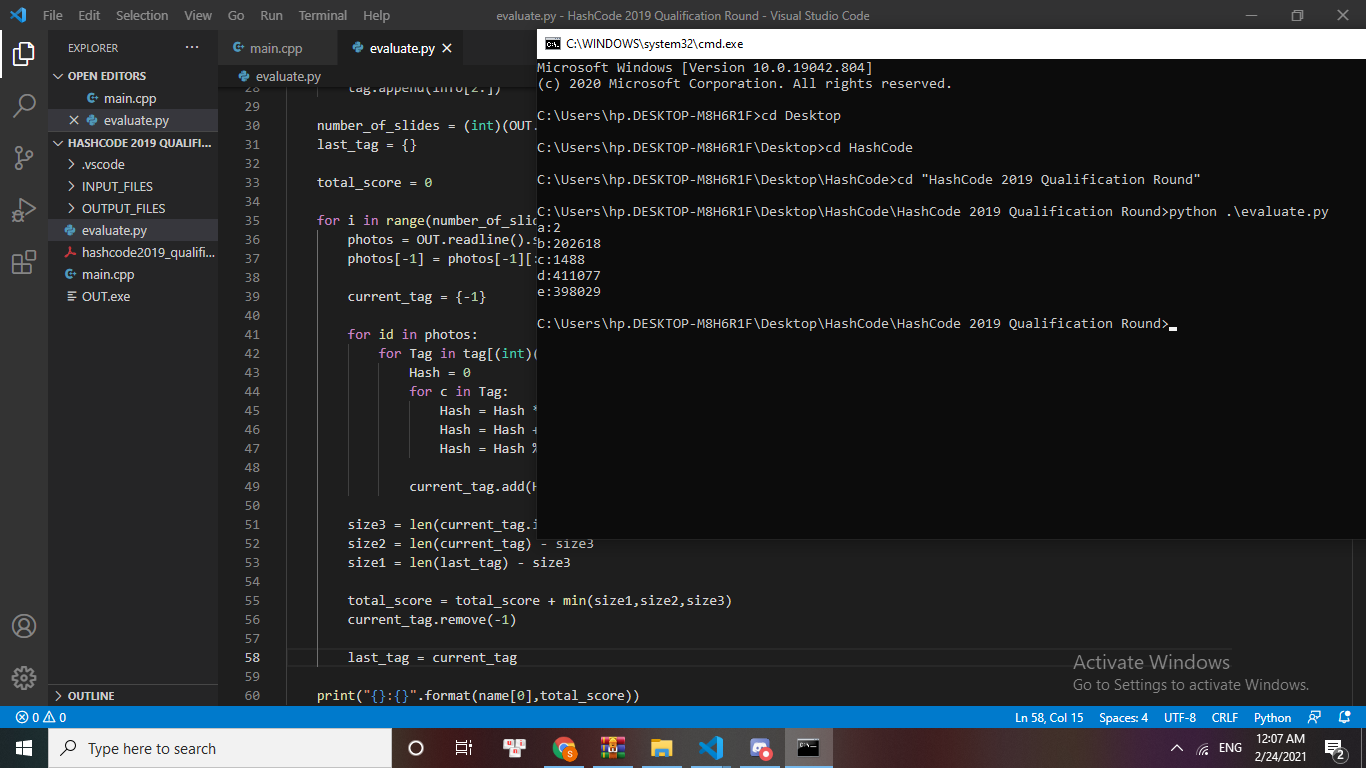 File Edit Selection View Go Run Terminal Help evaluate.py - HashCode 2019 Qualification Round - Visual Studio Code
EXPLORER ···
OPEN EDITORS
main.cpp
evaluate.py
HASHCODE 2019 QUALIFI...
.vscode
INPUT_FILES
OUTPUT_FILES
evaluate.py
hashcode2019_qualifi...
main.cpp
OUT.exe
OUTLINE
main.cpp evaluate.py
evaluate.py
28 tag.append(info[2:])
29
30 number_of_slides = (int)(OUT.
31 last_tag = {}
32
33 total_score = 0
34
35 for i in range(number_of_slid
36 photos = OUT.readline().s
37 photos[-1] = photos[-1][:
38
39 current_tag = {-1}
40
41 for id in photos:
42 for Tag in tag[(int)(
43 Hash = 0
44 for c in Tag:
45 Hash = Hash *
46 Hash = Hash +
47 Hash = Hash %
48
49 current_tag.add(H
50
51 size3 = len(current_tag.i
52 size2 = len(current_tag) - size3
53 size1 = len(last_tag) - size3
54
55 total_score = total_score + min(size1,size2,size3)
56 current_tag.remove(-1)
57
58 last_tag = current_tag
59
60 print("{}:{}".format(name[0],total_score))
C:\WINDOWS\system32\cmd.exe
Microsoft Windows [Version 10.0.19042.804]
(c) 2020 Microsoft Corporation. All rights reserved.
C:\Users\hp.DESKTOP-M8H6R1F>cd Desktop
C:\Users\hp.DESKTOP-M8H6R1F\Desktop>cd HashCode
C:\Users\hp.DESKTOP-M8H6R1F\Desktop\HashCode>cd "HashCode 2019 Qualification Round"
C:\Users\hp.DESKTOP-M8H6R1F\Desktop\HashCode\HashCode 2019 Qualification Round>python .\evaluate.py
a:2
b:202618
c:1488
d:411077
e:398029
C:\Users\hp.DESKTOP-M8H6R1F\Desktop\HashCode\HashCode 2019 Qualification Round>
Activate Windows
Go to Settings to activate Windows.
0 0 Ln 58, Col 15 Spaces: 4 UTF-8 CRLF Python
Type here to search
ENG
12:07 AM
2/24/2021
2